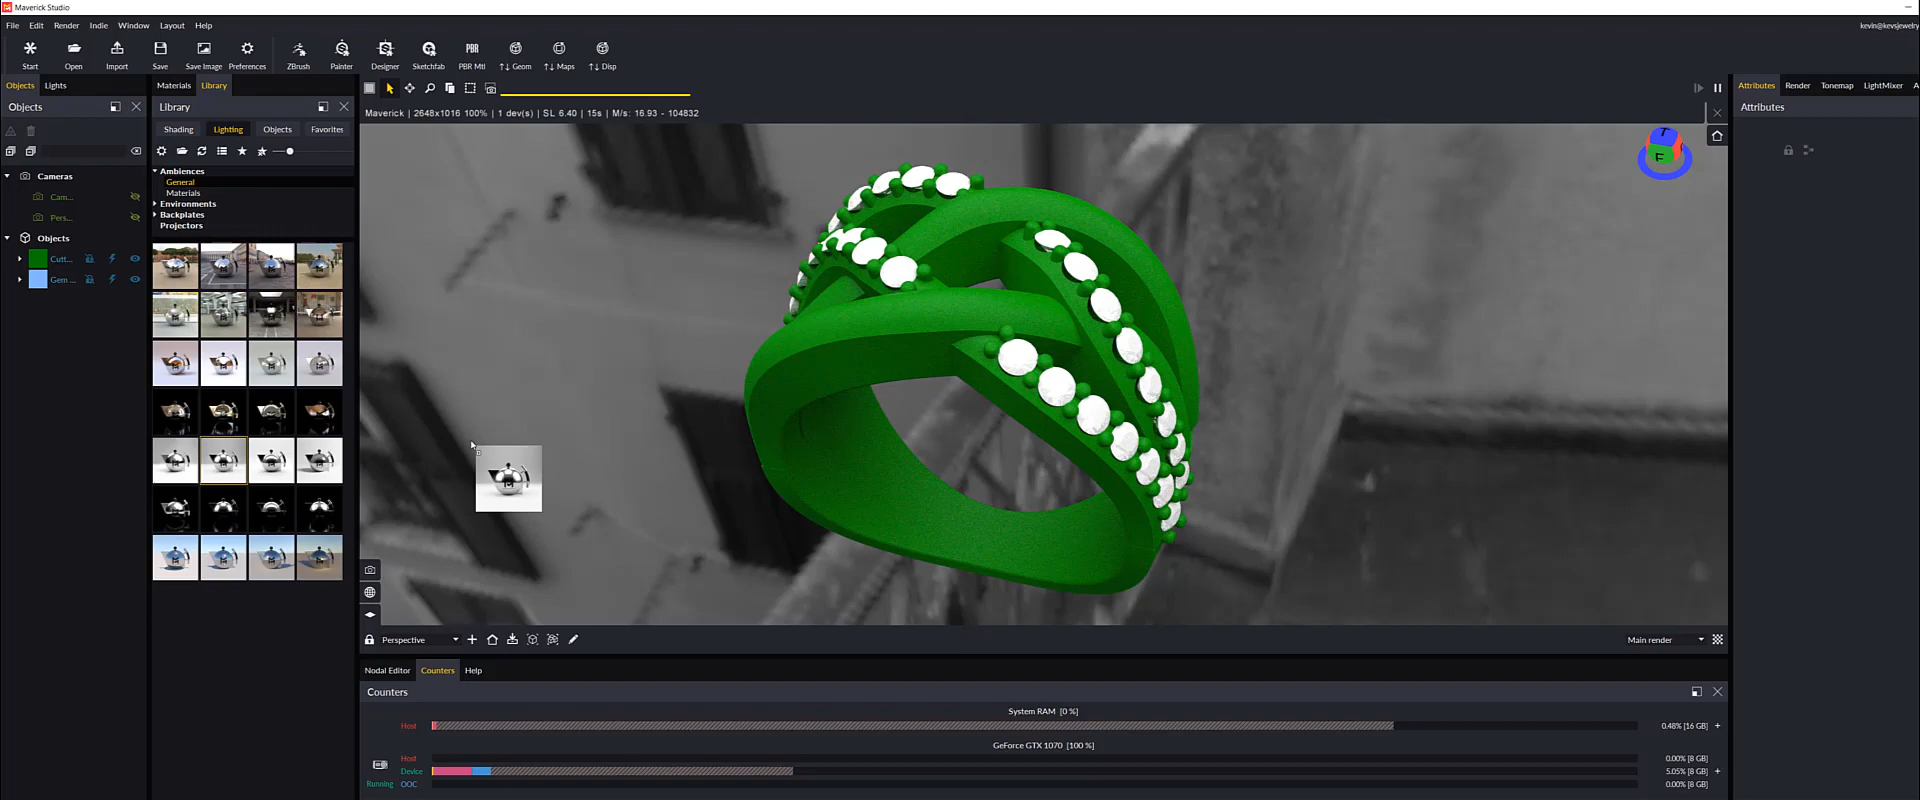 Maverick Studio
File Edit Render Indie Window Layout Help
kevin@kevsjewelry
Start Open Import Save Save Image Preferences ZBrush Painter Designer Sketchfab PBR Mtl ↑↓ Geom ↑↓ Maps ↑↓ Disp
PBR
Objects Lights
Materials Library
Attributes Render Tonemap LightMixer A
Objects
Library
Attributes
Maverick | 2648x1016 100% | 1 dev(s) | SL 6.40 | 15s | M/s: 16.93 - 104832
Shading Lighting Objects Favorites
Ambiences
General
Materials
Environments
Backplates
Projectors
Cameras
Cam...
Pers...
Objects
Cutt...
Gem ...
T
F
Perspective
Main render
Nodal Editor Counters Help
Counters
System RAM [0 %]
Host
0.48% [16 GB] +
GeForce GTX 1070 [100 %]
Host
0.00% [8 GB]
Device
5.05% [8 GB] +
Running OOC
0.00% [8 GB]